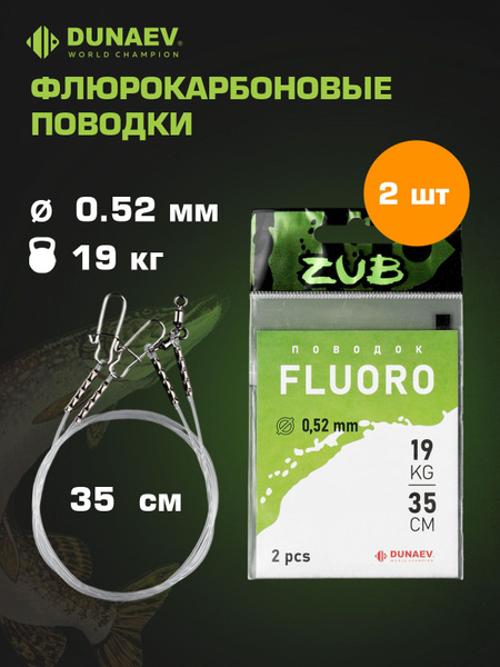 DUNAEV®
WORLD CHAMPION
ФЛЮРОКАРБОНОВЫЕ
ПОВОДКИ
Ø 0.52 мм
19 кг
2 шт
35 см
ZUB
ПОВОДОК
FLUORO
Ø 0,52 mm
19
KG
35
CM
2 pcs
DUNAEV.
WORLD CHAMPION